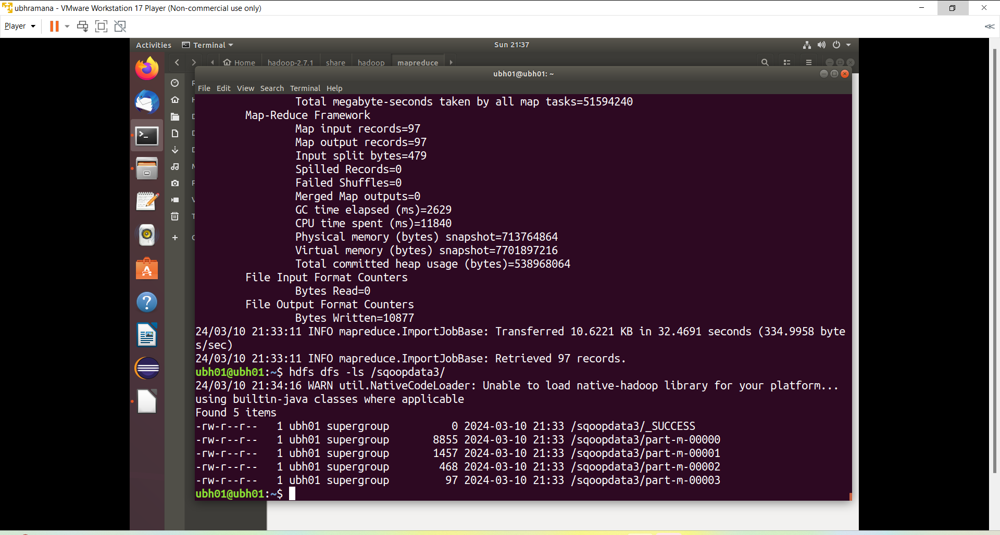 ubhramana - VMware Workstation 17 Player (Non-commercial use only)
Player
Activities Terminal Sun 21:37
Home hadoop-2.7.1 share hadoop mapreduce
ubh01@ubh01: ~
File Edit View Search Terminal Help
Total megabyte-seconds taken by all map tasks=51594240
Map-Reduce Framework
Map input records=97
Map output records=97
Input split bytes=479
Spilled Records=0
Failed Shuffles=0
Merged Map outputs=0
GC time elapsed (ms)=2629
CPU time spent (ms)=11840
Physical memory (bytes) snapshot=713764864
Virtual memory (bytes) snapshot=7701897216
Total committed heap usage (bytes)=538968064
File Input Format Counters
Bytes Read=0
File Output Format Counters
Bytes Written=10877
24/03/10 21:33:11 INFO mapreduce.ImportJobBase: Transferred 10.6221 KB in 32.4691 seconds (334.9958 byte
s/sec)
24/03/10 21:33:11 INFO mapreduce.ImportJobBase: Retrieved 97 records.
ubh01@ubh01:~$ hdfs dfs -ls /sqoopdata3/
24/03/10 21:34:16 WARN util.NativeCodeLoader: Unable to load native-hadoop library for your platform...
using builtin-java classes where applicable
Found 5 items
-rw-r--r-- 1 ubh01 supergroup 0 2024-03-10 21:33 /sqoopdata3/_SUCCESS
-rw-r--r-- 1 ubh01 supergroup 8855 2024-03-10 21:33 /sqoopdata3/part-m-00000
-rw-r--r-- 1 ubh01 supergroup 1457 2024-03-10 21:33 /sqoopdata3/part-m-00001
-rw-r--r-- 1 ubh01 supergroup 468 2024-03-10 21:33 /sqoopdata3/part-m-00002
-rw-r--r-- 1 ubh01 supergroup 97 2024-03-10 21:33 /sqoopdata3/part-m-00003
ubh01@ubh01:~$